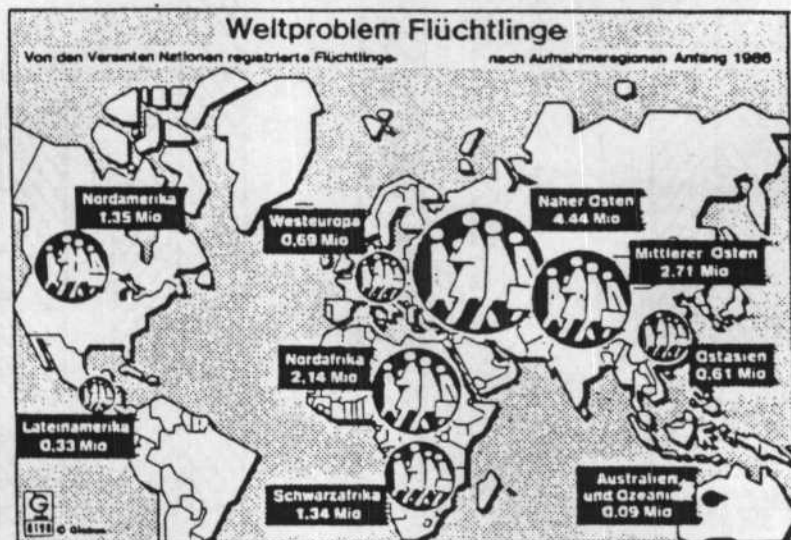 Weltproblem Flüchtlinge
Von den Vereinten Nationen registrierte Flüchtlinge nach Aufnahmeregionen Anfang 1986
Nordamerika
1.35 Mio
Westeuropa
0.69 Mio
Naher Osten
4.44 Mio
Mittlerer Osten
2.71 Mio
Nordafrika
2.14 Mio
Ostasien
0.61 Mio
Lateinamerika
0.33 Mio
Schwarzafrika
1.34 Mio
Australien
und Ozeanien
0.09 Mio
© Globus